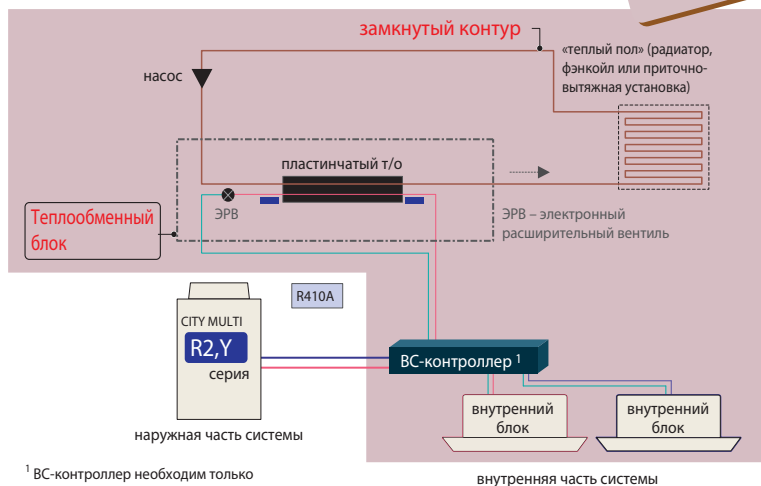 замкнутый контур
«теплый пол» (радиатор,
фэнкойл или приточно-
вытяжная установка)
насос
пластинчатый т/о
ЭРВ
Теплообменный
блок
ЭРВ – электронный
расширительный вентиль
R410A
CITY MULTI
R2,Y
серия
BC-контроллер 1
внутренний
блок
внутренний
блок
наружная часть системы
внутренняя часть системы
1 BC-контроллер необходим только